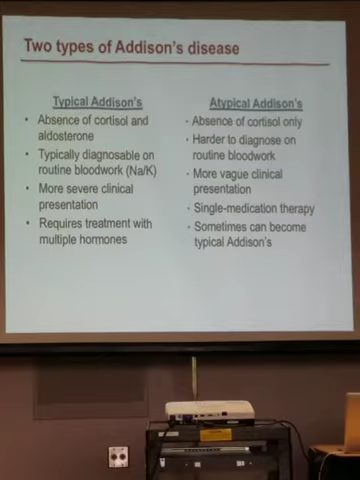 Two types of Addison's disease
Typical Addison's
• Absence of cortisol and
aldosterone
• Typically diagnosable on
routine bloodwork (Na/K)
• More severe clinical
presentation
• Requires treatment with
multiple hormones
Atypical Addison's
• Absence of cortisol only
• Harder to diagnose on
routine bloodwork
• More vague clinical
presentation
• Single-medication therapy
• Sometimes can become
typical Addison's